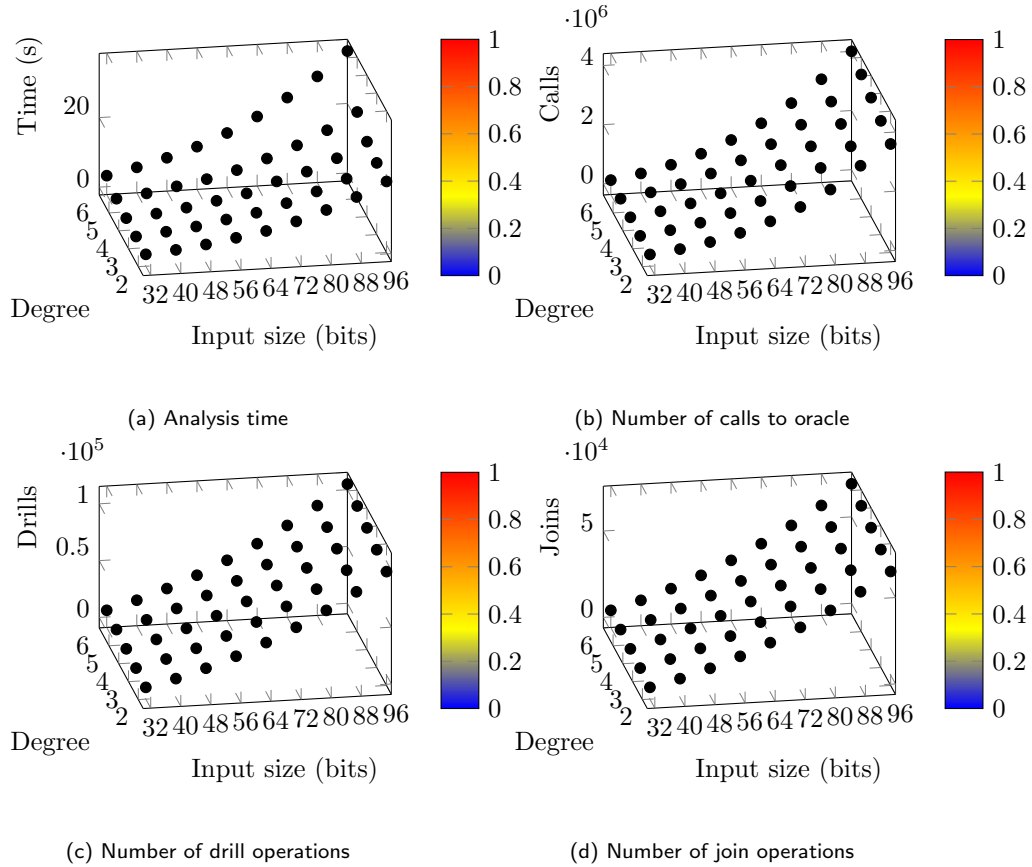 Time (s)
20
0
6
5
4
3
2
Degree
32 40 48 56 64 72 80 88 96
Input size (bits)
1
0.8
0.6
0.4
0.2
0
(a) Analysis time
·10⁶
Calls
4
2
0
6
5
4
3
2
Degree
32 40 48 56 64 72 80 88 96
Input size (bits)
1
0.8
0.6
0.4
0.2
0
(b) Number of calls to oracle
·10⁵
Drills
1
0.5
0
6
5
4
3
2
Degree
32 40 48 56 64 72 80 88 96
Input size (bits)
1
0.8
0.6
0.4
0.2
0
(c) Number of drill operations
·10⁴
Joins
5
0
6
5
4
3
2
Degree
32 40 48 56 64 72 80 88 96
Input size (bits)
1
0.8
0.6
0.4
0.2
0
(d) Number of join operations